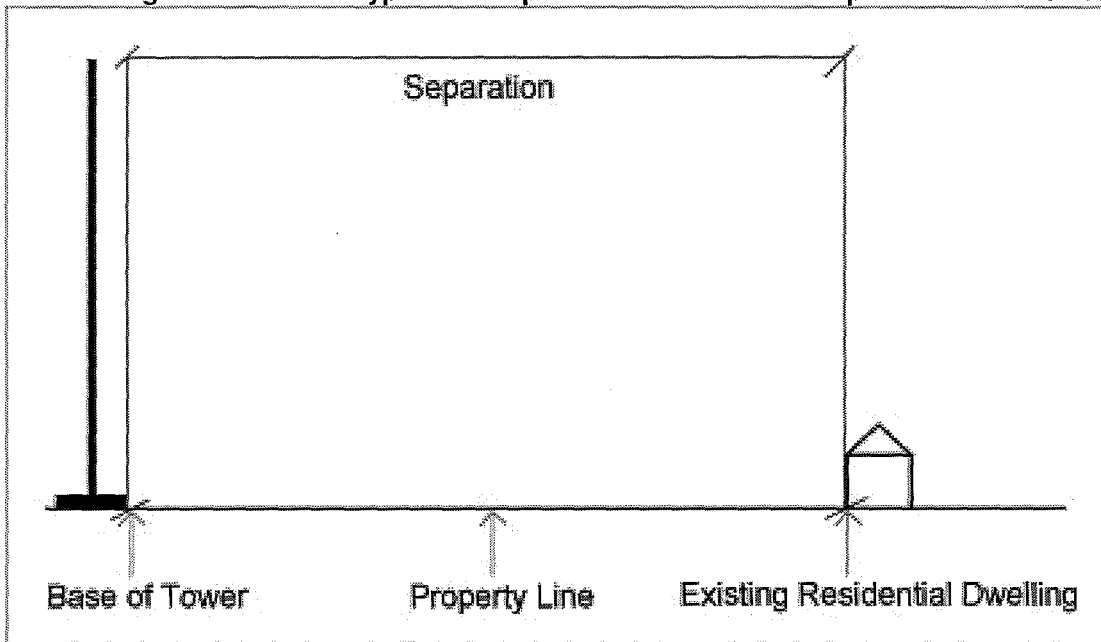 Separation
Base of Tower
Property Line
Existing Residential Dwelling